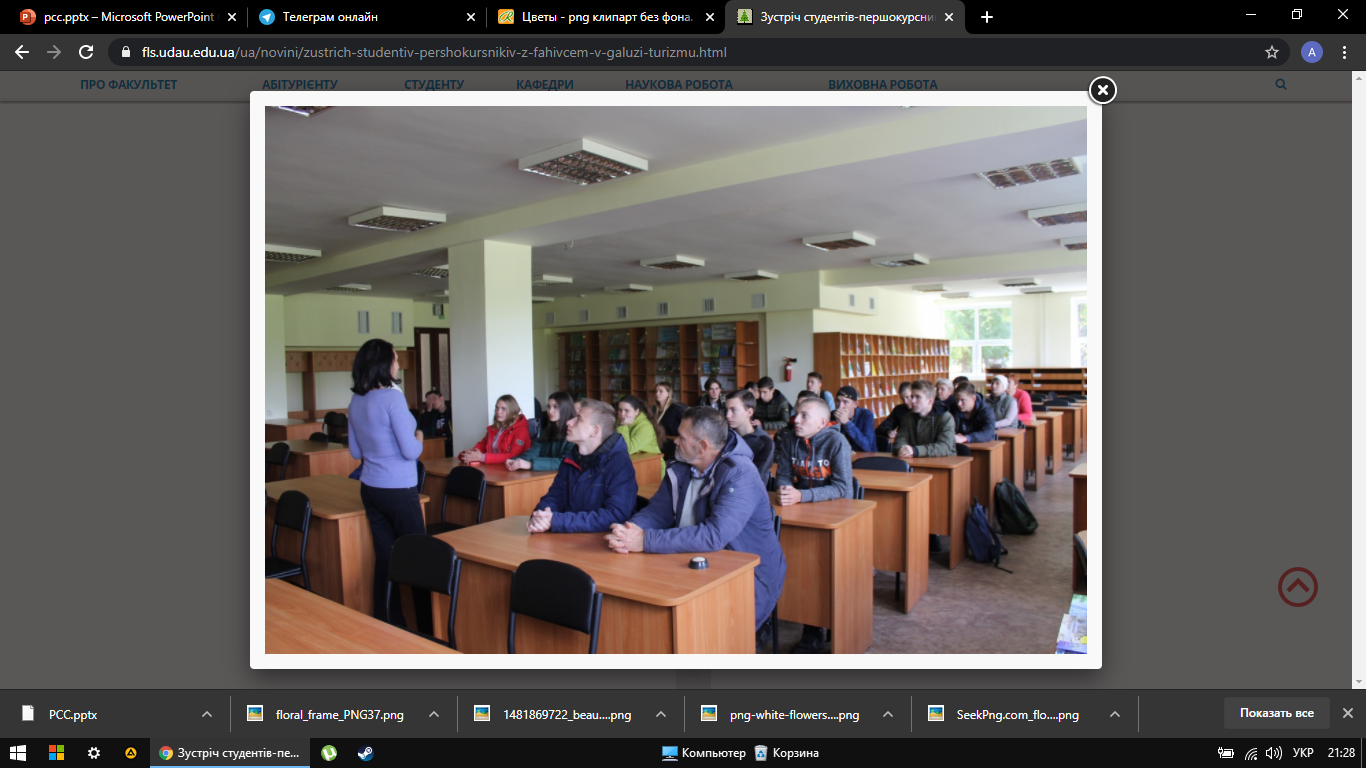 pcc.pptx – Microsoft PowerPoint
Телеграм онлайн
Цветы - png клипарт без фона.
Зустріч студентів-першокурсни
fls.udau.edu.ua/ua/novini/zustrich-studentiv-pershokursnikiv-z-fahivcem-v-galuzi-turizmu.html
A
ПРО ФАКУЛЬТЕТ
АБІТУРІЄНТУ
СТУДЕНТУ
КАФЕДРИ
НАУКОВА РОБОТА
ВИХОВНА РОБОТА
PCC.pptx
floral_frame_PNG37.png
1481869722_beau....png
png-white-flowers....png
SeekPng.com_flo....png
Показать все
Зустріч студентів-пе...
Компьютер
Корзина
УКР
21:28